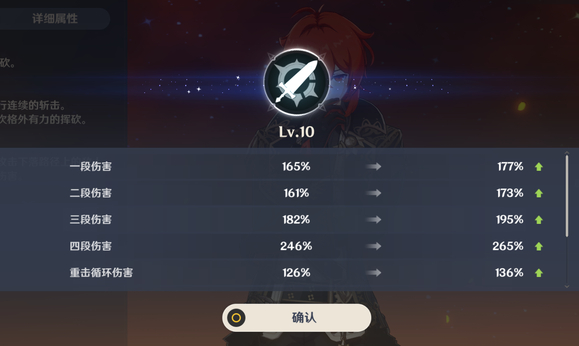 详细属性
砍。
行连续的斩击。
次格外有力的挥砍。
Lv.10
一段伤害 165% 177%
二段伤害 161% 173%
三段伤害 182% 195%
四段伤害 246% 265%
重击循环伤害 126% 136%
确认